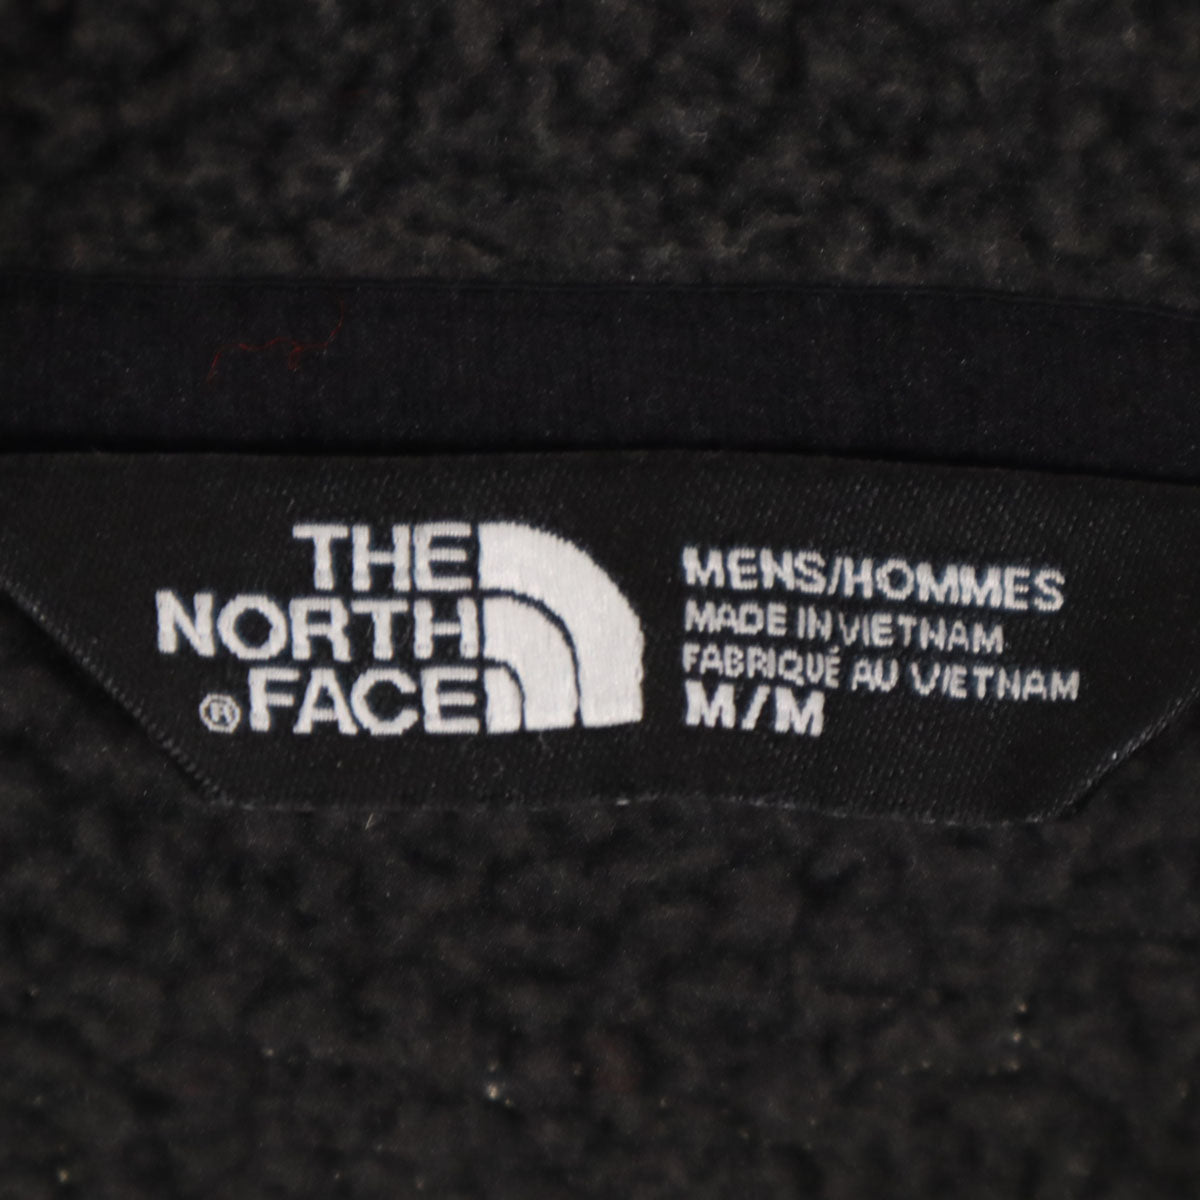 THE
NORTH
®FACE
MENS/HOMMES
MADE IN VIETNAM
FABRIQUÉ AU VIETNAM
M/M